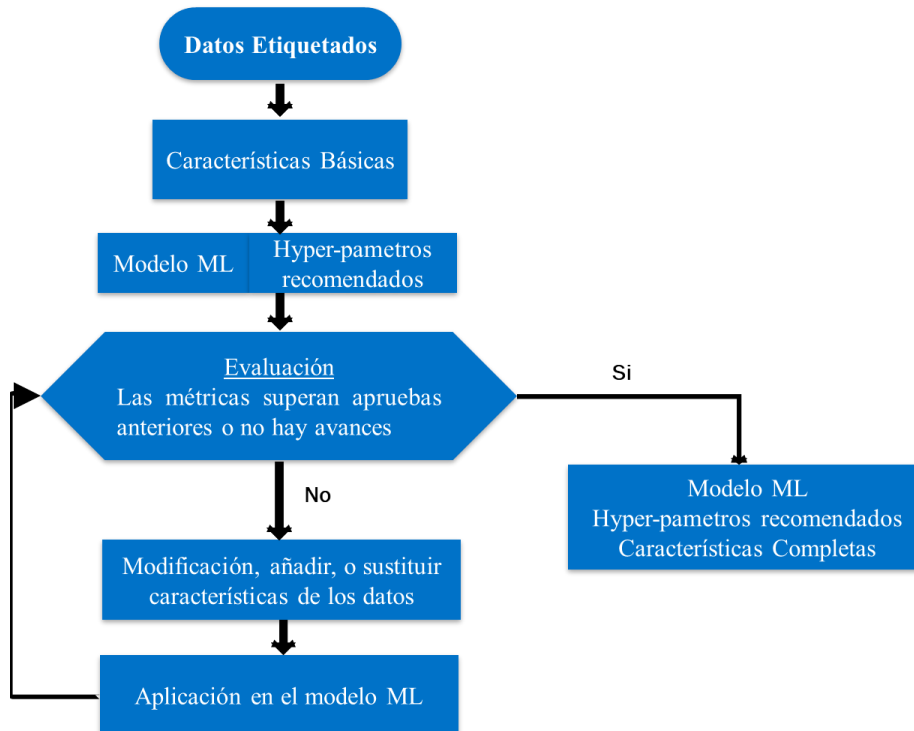 Datos Etiquetados
Características Básicas
Modelo ML
Hyper-pametros
recomendados
Evaluación
Las métricas superan apruebas
anteriores o no hay avances
Si
No
Modelo ML
Hyper-pametros recomendados
Características Completas
Modificación, añadir, o sustituir
características de los datos
Aplicación en el modelo ML